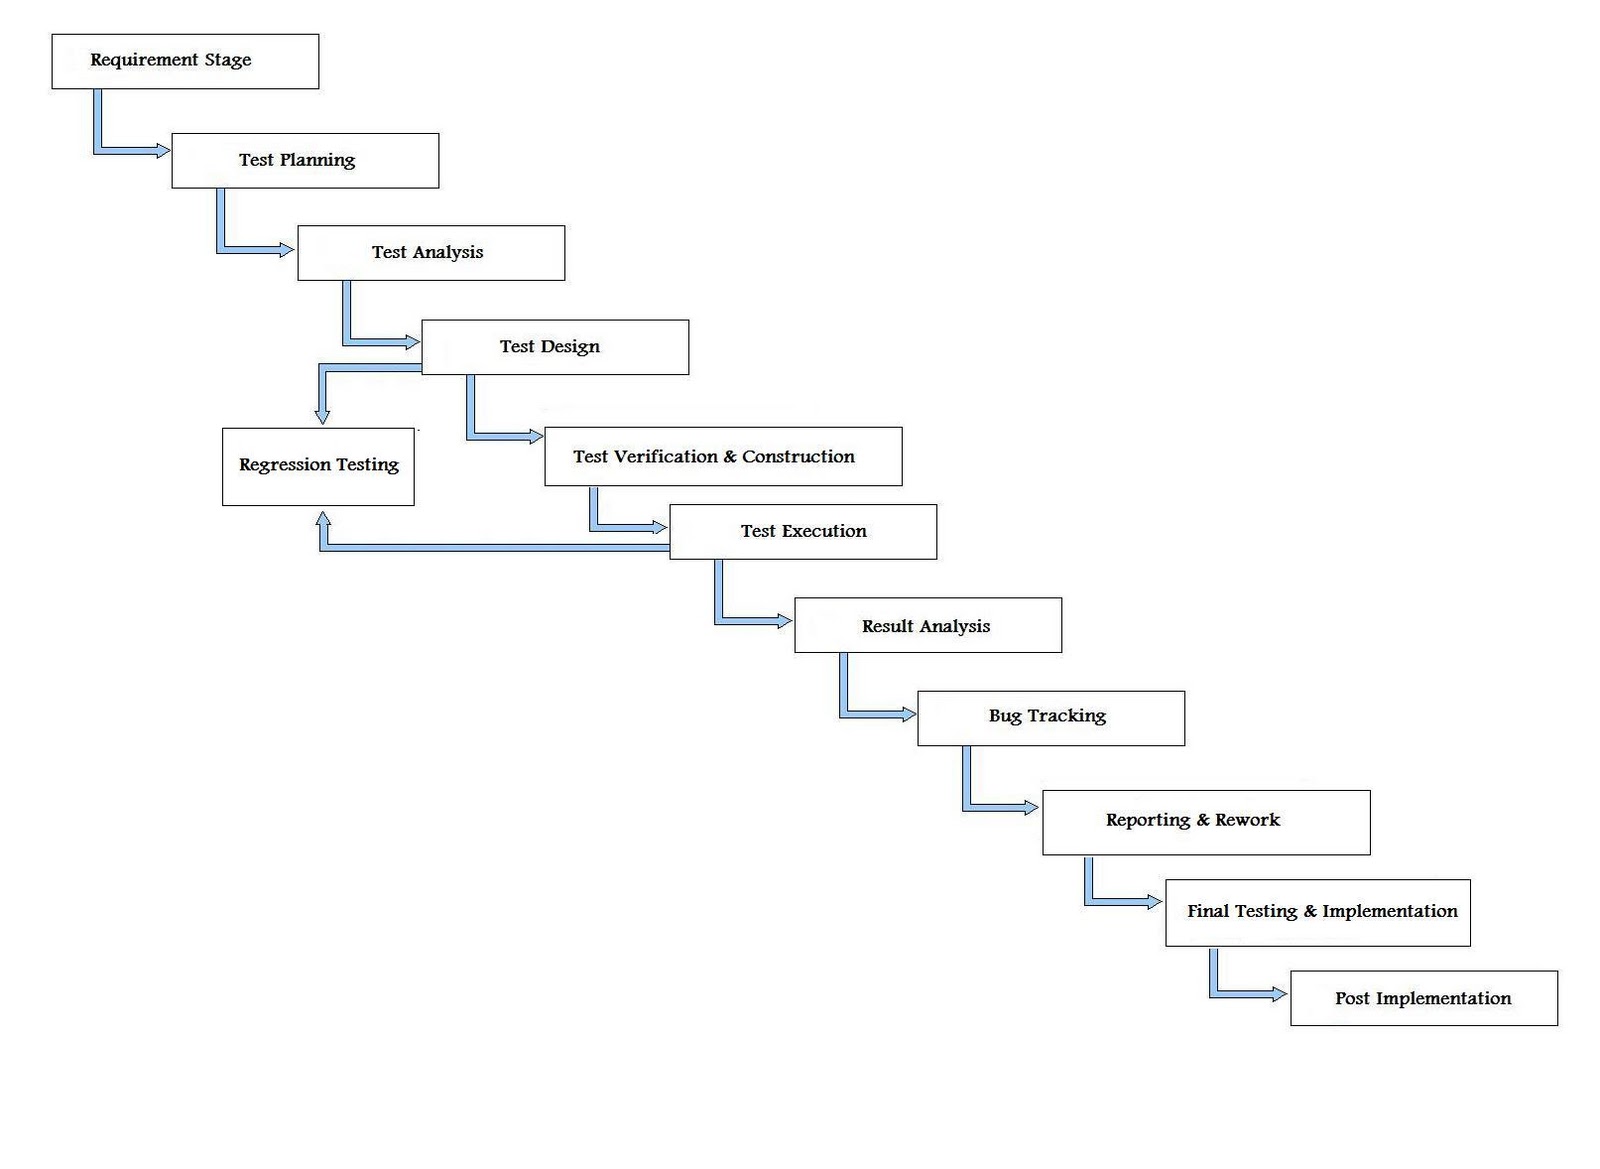 Requirement Stage
Test Planning
Test Analysis
Test Design
Regression Testing
Test Verification & Construction
Test Execution
Result Analysis
Bug Tracking
Reporting & Rework
Final Testing & Implementation
Post Implementation